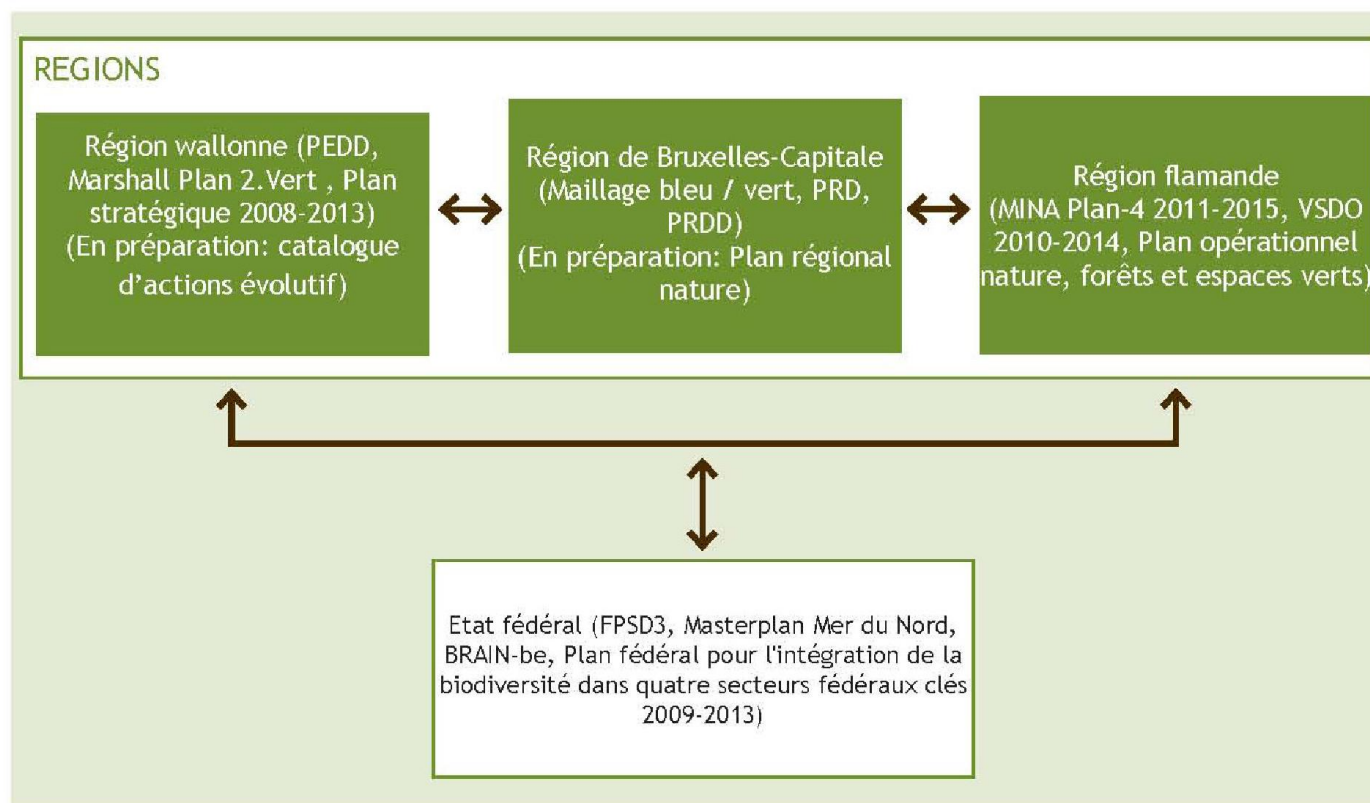 REGIONS
Région wallonne (PEDD,
Marshall Plan 2.Vert , Plan
stratégique 2008-2013)
(En préparation: catalogue
d’actions évolutif)
Région de Bruxelles-Capitale
(Maillage bleu / vert, PRD,
PRDD)
(En préparation: Plan régional
nature)
Région flamande
(MINA Plan-4 2011-2015, VSDO
2010-2014, Plan opérationnel
nature, forêts et espaces verts)
Etat fédéral (FPSD3, Masterplan Mer du Nord,
BRAIN-be, Plan fédéral pour l'intégration de la
biodiversité dans quatre secteurs fédéraux clés
2009-2013)